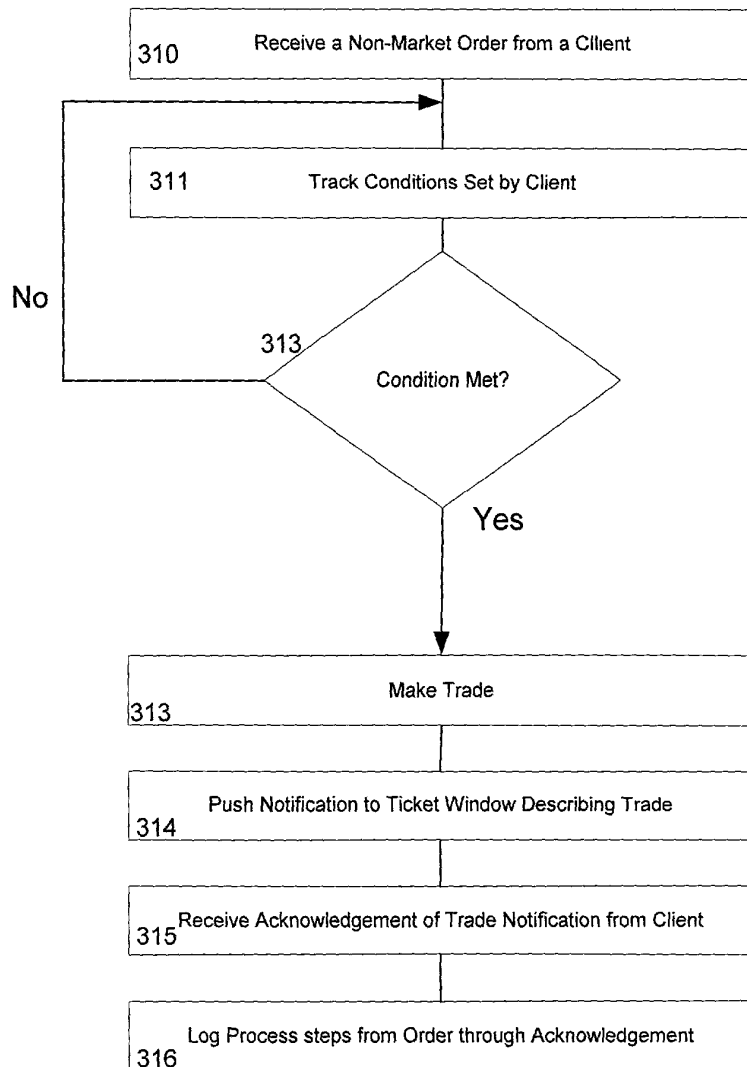 310 Receive a Non-Market Order from a Cllient
311 Track Conditions Set by Client
No
313
Condition Met?
Yes
Make Trade
313
Push Notification to Ticket Window Describing Trade
314
315 Receive Acknowledgement of Trade Notification from Client
Log Process steps from Order through Acknowledgement
316